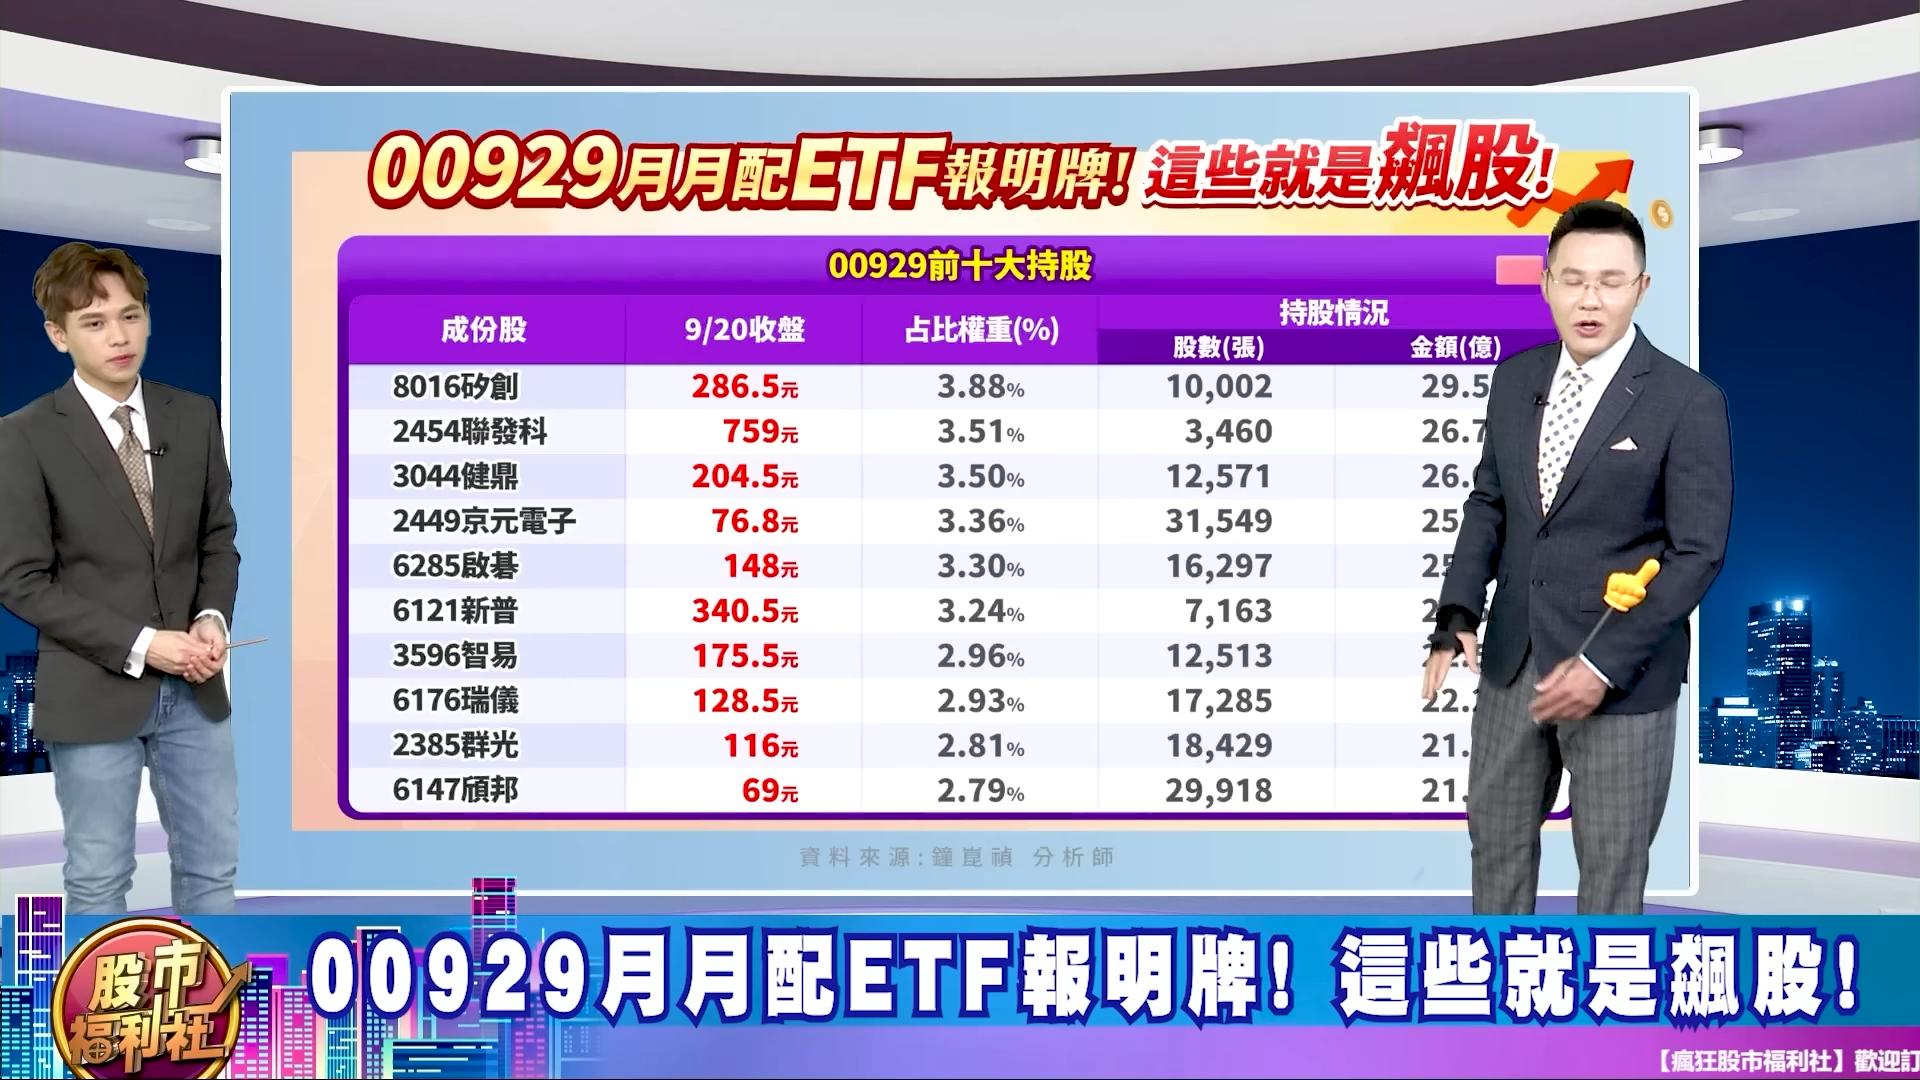 00929月月配ETF報明牌! 這些就是飆股!
00929前十大持股
成份股 9/20收盤 占比權重(%) 持股情況
股數(張) 金額(億)
8016矽創 286.5元 3.88% 10,002 29.5
2454聯發科 759元 3.51% 3,460 26.7
3044健鼎 204.5元 3.50% 12,571 26.
2449京元電子 76.8元 3.36% 31,549 25
6285啟碁 148元 3.30% 16,297
6121新普 340.5元 3.24% 7,163
3596智易 175.5元 2.96% 12,513
6176瑞儀 128.5元 2.93% 17,285 22.
2385群光 116元 2.81% 18,429 21.
6147頎邦 69元 2.79% 29,918 21.
資料來源:鐘崑禎 分析師
股市
福利社
00929月月配ETF報明牌! 這些就是飆股!
【瘋狂股市福利社】歡迎訂